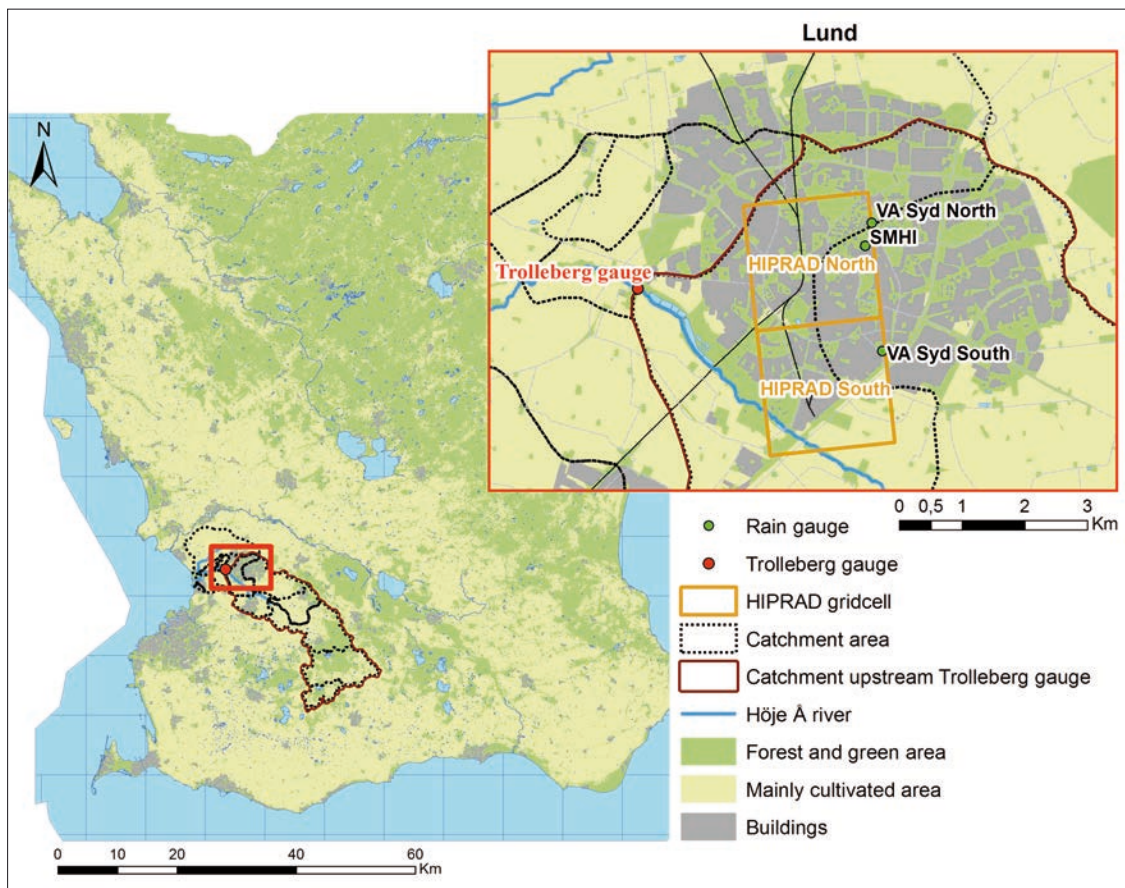 Lund
N
VA Syd North
SMHI
HIPRAD North
Trolleberg gauge
VA Syd South
HIPRAD South
0 0,5 1 2 3
Km
Rain gauge
Trolleberg gauge
HIPRAD gridcell
Catchment area
Catchment upstream Trolleberg gauge
Höje Å river
Forest and green area
Mainly cultivated area
Buildings
0 10 20 40 60
Km